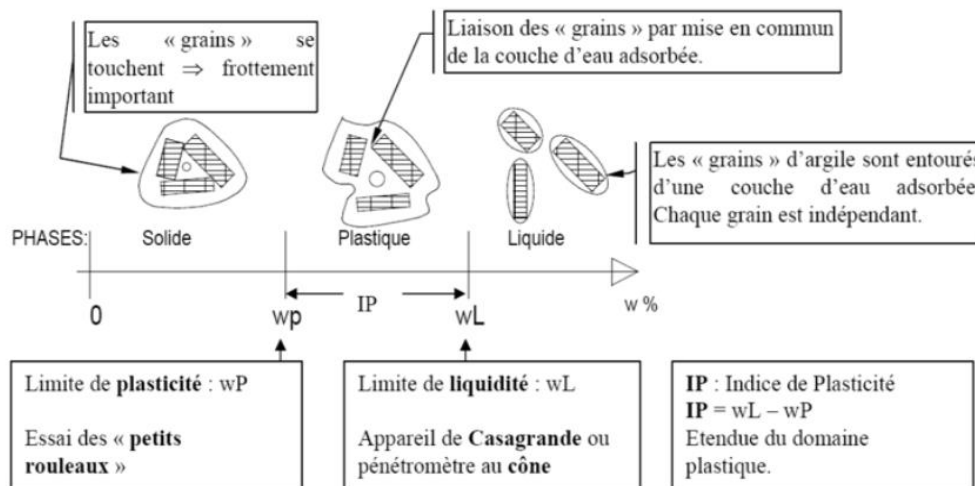 Les « grains » se
touchent ⇒ frottement
important
Liaison des « grains » par mise en commun
de la couche d'eau adsorbée.
Les « grains » d'argile sont entourés
d'une couche d'eau adsorbée
Chaque grain est indépendant.
PHASES: Solide Plastique Liquide
0 wp IP wL w %
Limite de plasticité : wP
Essai des « petits
rouleaux »
Limite de liquidité : wL
Appareil de Casagrande ou
pénétromètre au cône
IP : Indice de Plasticité
IP = wL – wP
Etendue du domaine
plastique.